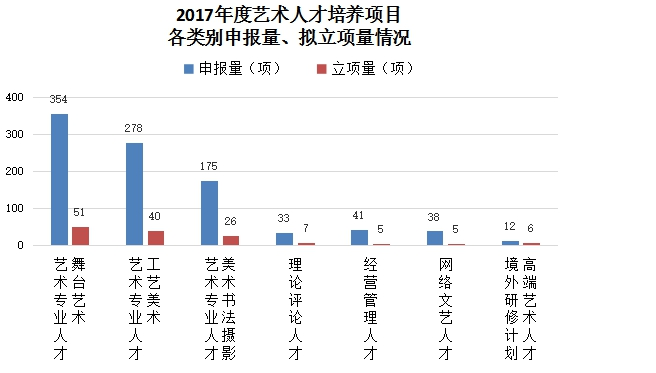 2017年度艺术人才培养项目
各类别申报量、拟立项量情况
申报量（项） 立项量（项）
400
300
200
100
0
354
51
278
40
175
26
33
7
41
5
38
5
12
6
舞台艺术
艺术专业人才
工艺美术
艺术专业人才
美术书法摄影
艺术专业人才
理论评论人才
经营管理人才
网络文艺人才
高端艺术人才
境外研修计划